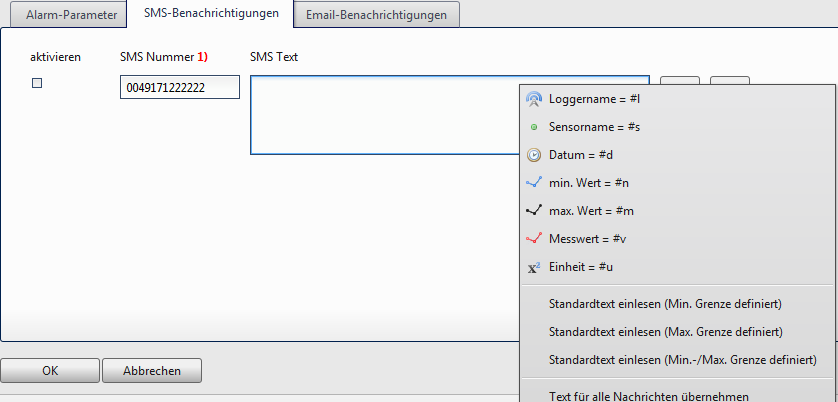 Alarm-Parameter
SMS-Benachrichtigungen
Email-Benachrichtigungen
aktivieren
SMS Nummer 1)
SMS Text
0049171222222
Loggername = #l
Sensorname = #s
Datum = #d
min. Wert = #n
max. Wert = #m
Messwert = #v
x² Einheit = #u
Standardtext einlesen (Min. Grenze definiert)
Standardtext einlesen (Max. Grenze definiert)
Standardtext einlesen (Min.-/Max. Grenze definiert)
Text für alle Nachrichten übernehmen
OK
Abbrechen